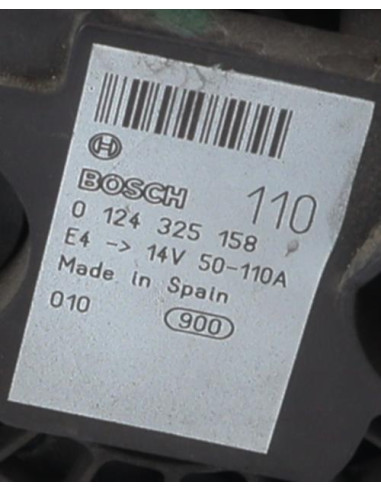 BOSCH 110
0 124 325 158
E4 -> 14V 50-110A
Made in Spain
010 900